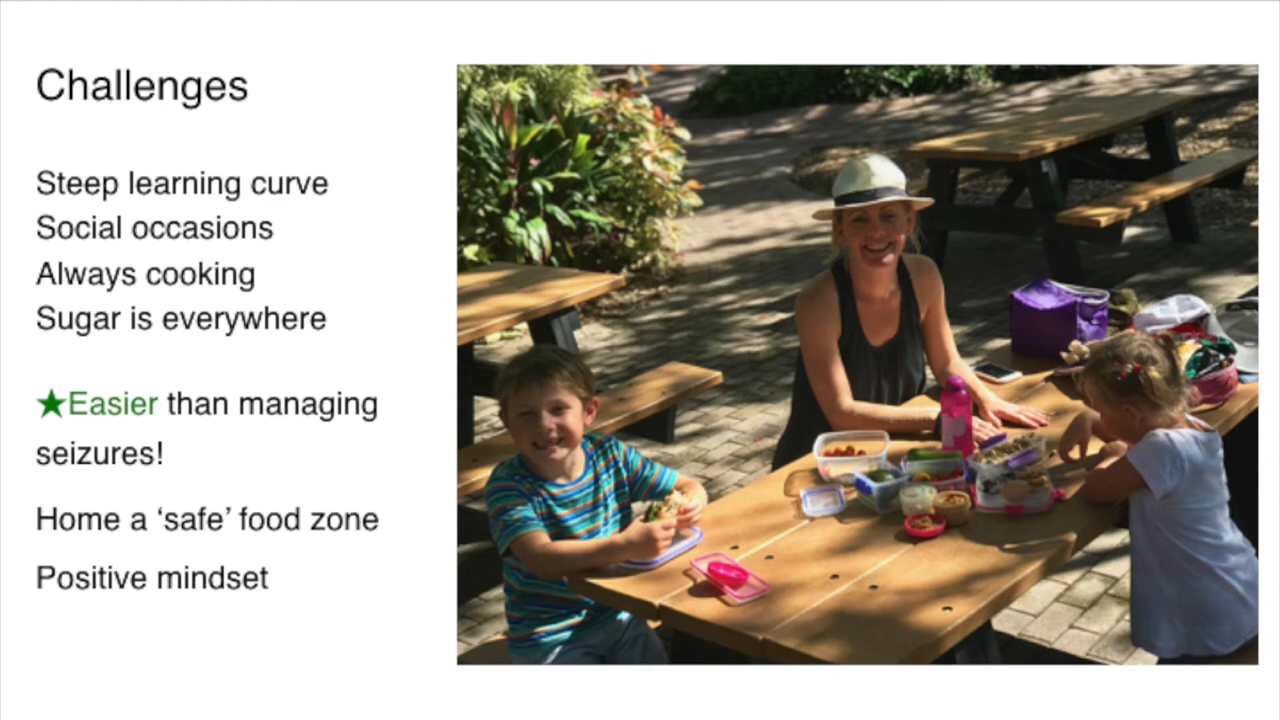 Challenges
Steep learning curve
Social occasions
Always cooking
Sugar is everywhere
★Easier than managing
seizures!
Home a ‘safe’ food zone
Positive mindset